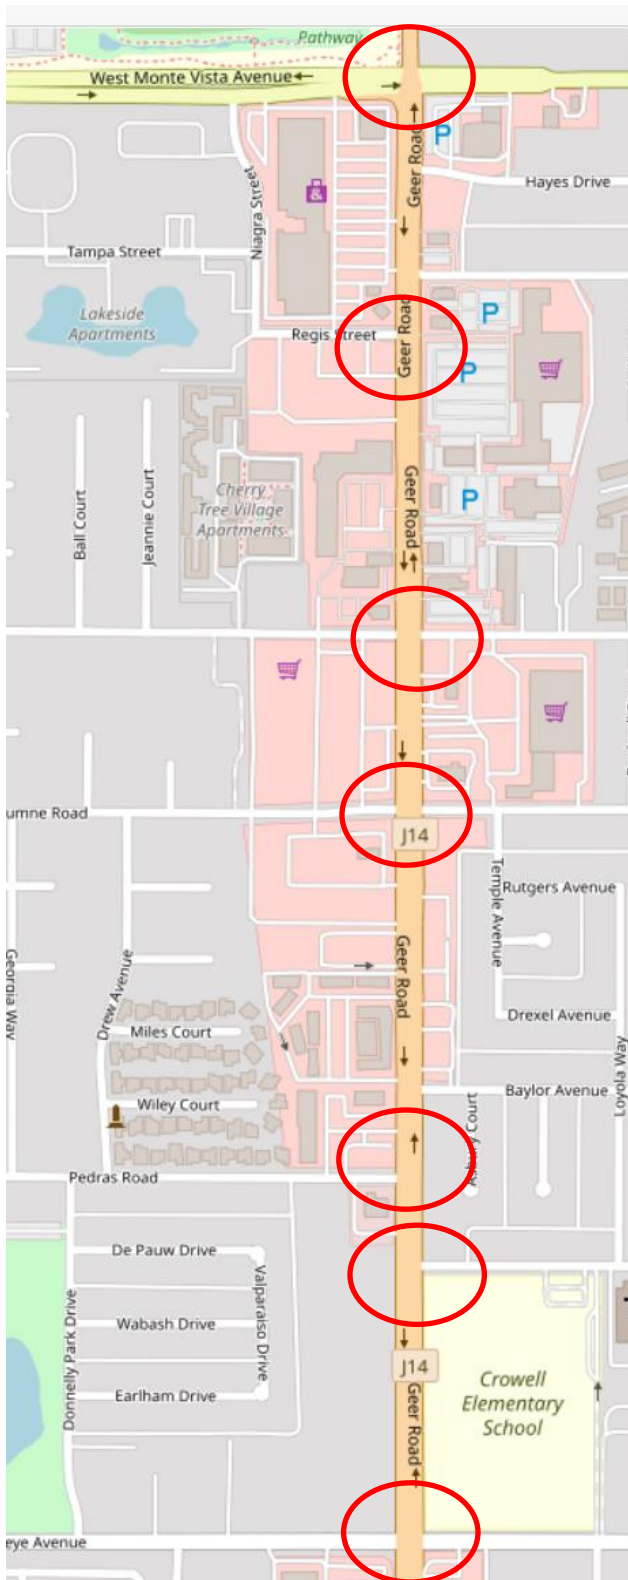 Pathway
West Monte Vista Avenue
P
Geer Road
Hayes Drive
Niagra Street
Tampa Street
Lakeside
Apartments
Regis Street
Geer Road
P
P
Ball Court
Jeannie Court
Cherry
Tree Village
Apartments
Geer Road
P
umne Road
J14
Temple Avenue
Rutgers Avenue
Georgia Way
Drew Avenue
Geer Road
Drexel Avenue
Miles Court
Loyola Way
Wiley Court
Baylor Avenue
Asbury Court
Pedras Road
De Pauw Drive
Valparaiso Drive
Donnelly Park Drive
Wabash Drive
J14
Earlham Drive
Geer Road
Crowell
Elementary
School
eye Avenue